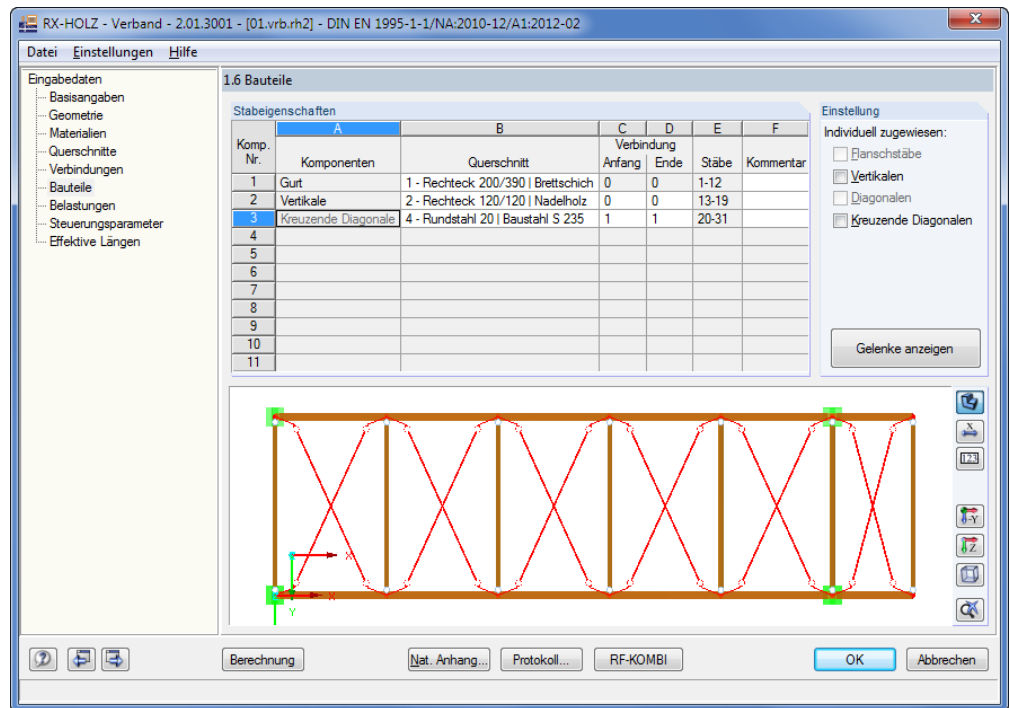 RX-HOLZ - Verband - 2.01.3001 - [01.vrb.rh2] - DIN EN 1995-1-1/NA:2010-12/A1:2012-02
Datei Einstellungen Hilfe
Eingabedaten
Basisangaben
Geometrie
Materialien
Querschnitte
Verbindungen
Bauteile
Belastungen
Steuerungsparameter
Effektive Längen
1.6 Bauteile
Stabeigenschaften
A B C D E F
Komp. Nr. Komponenten Querschnitt Verbindung Anfang Ende Stäbe Kommentar
1 Gurt 1 - Rechteck 200/390 | Brettschich 0 0 1-12
2 Vertikale 2 - Rechteck 120/120 | Nadelholz 0 0 13-19
3 Kreuzende Diagonale 4 - Rundstahl 20 | Baustahl S 235 1 1 20-31
4
5
6
7
8
9
10
11
Einstellung
Individuell zugewiesen:
Flanschstäbe
Vertikalen
Diagonalen
Kreuzende Diagonalen
Gelenke anzeigen
X
Y
X
X
123
-Y
Z
Berechnung Nat. Anhang... Protokoll... RF-KOMBI OK Abbrechen